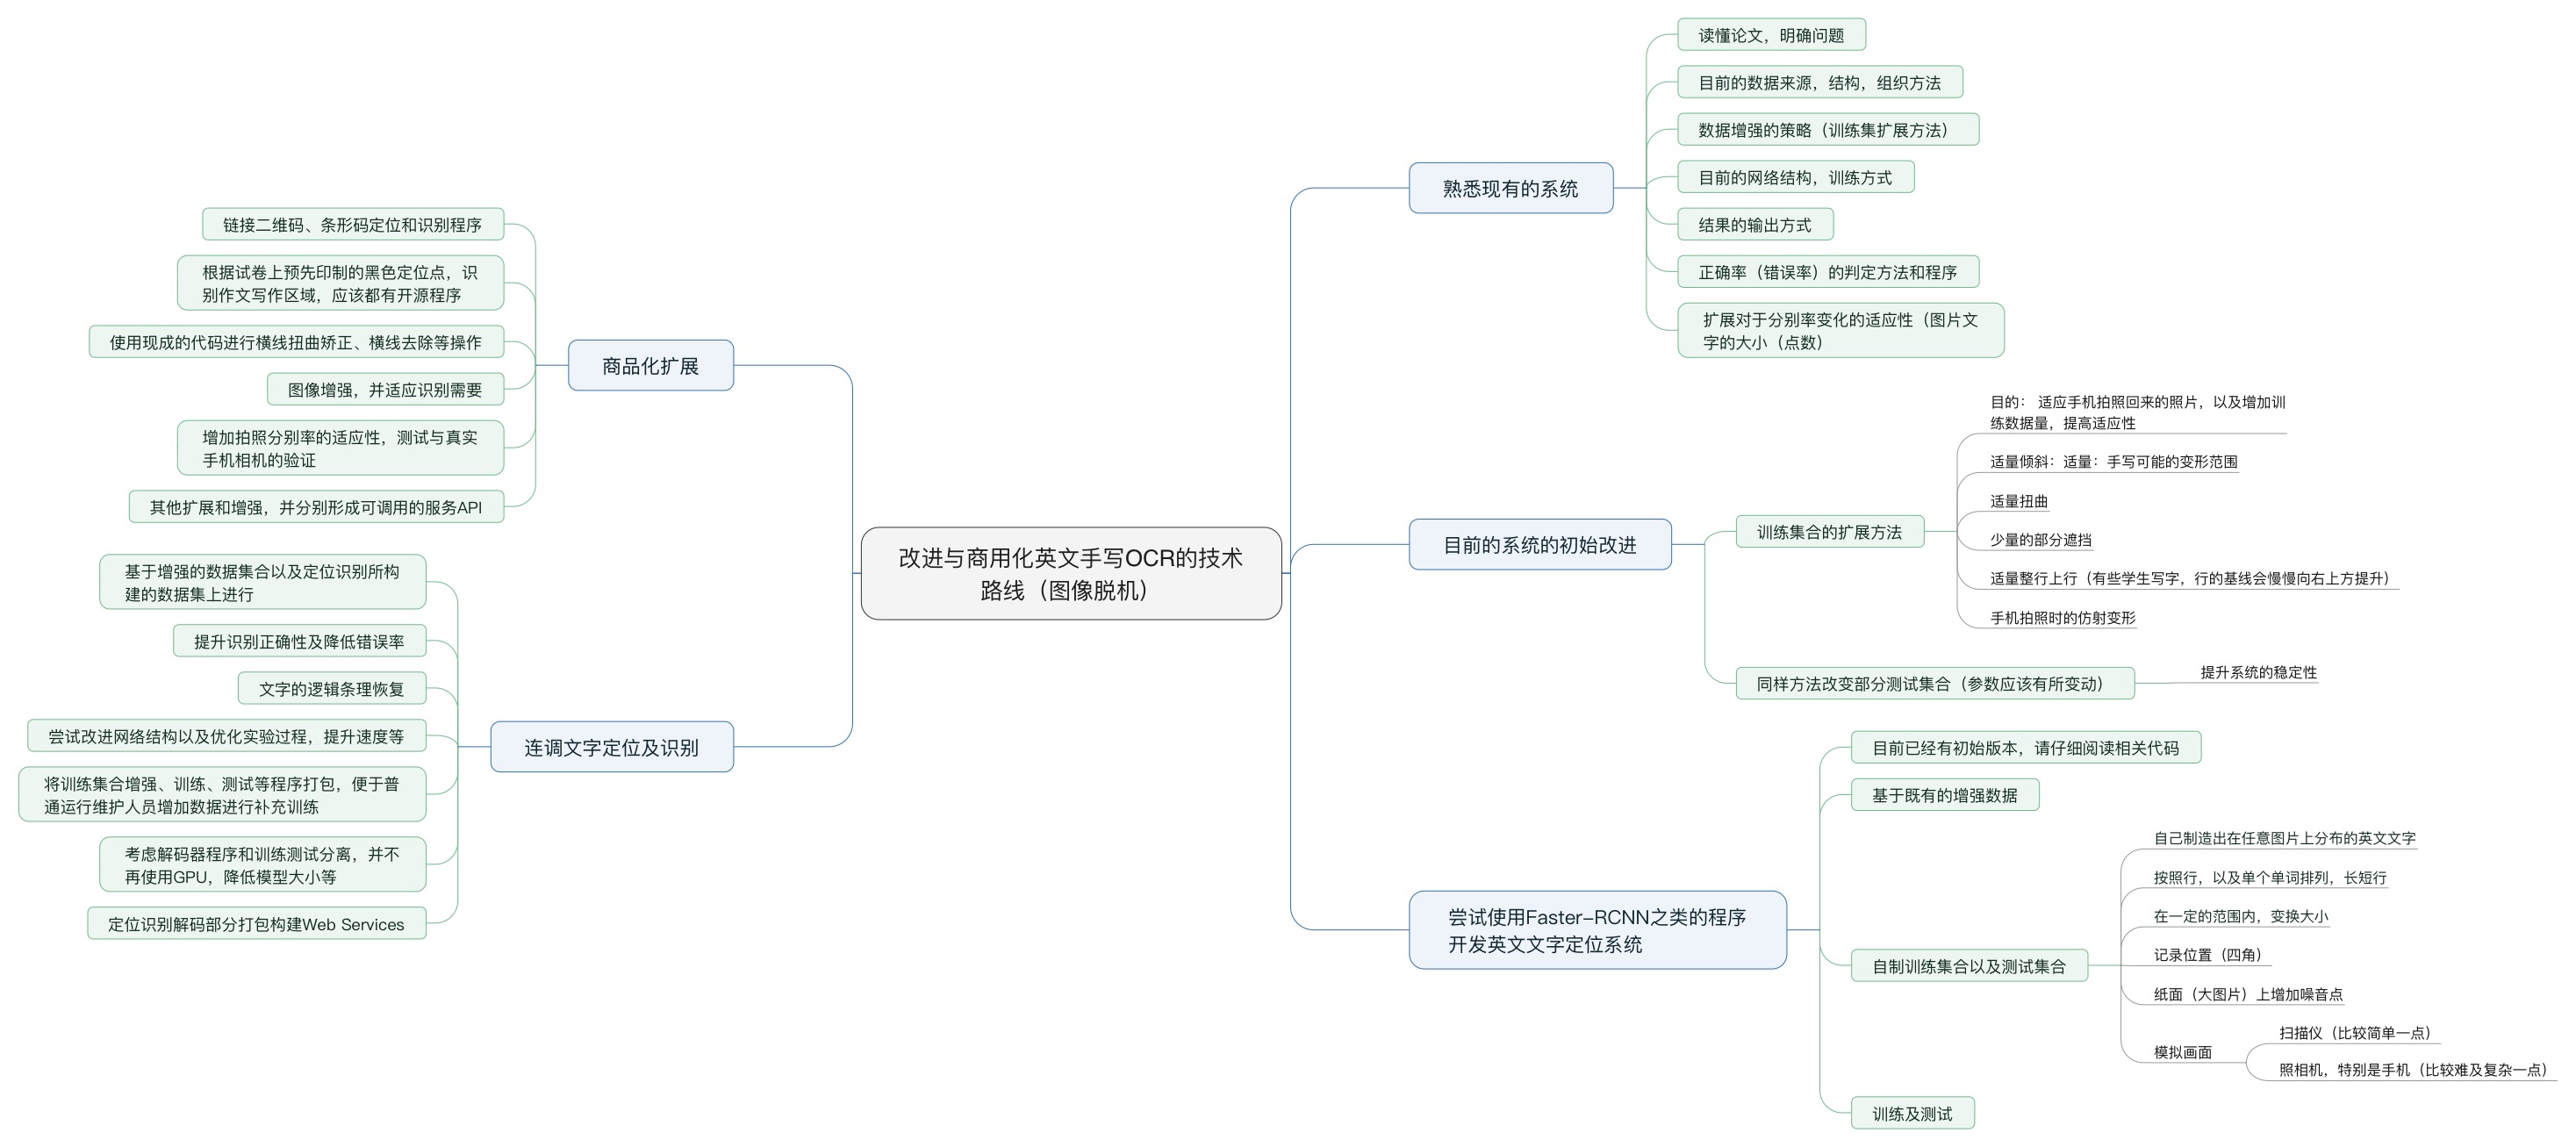 改进与商用化英文手写OCR的技术
路线（图像脱机）
熟悉现有的系统
读懂论文，明确问题
目前的数据来源，结构，组织方法
数据增强的策略（训练集扩展方法）
目前的网络结构，训练方式
结果的输出方式
正确率（错误率）的判定方法和程序
扩展对于分别率变化的适应性（图片文
字的大小（点数）
目前的系统的初始改进
训练集合的扩展方法
目的： 适应手机拍照回来的照片，以及增加训
练数据量，提高适应性
适量倾斜：适量：手写可能的变形范围
适量扭曲
少量的部分遮挡
适量整行上行（有些学生写字，行的基线会慢慢向右上方提升）
手机拍照时的仿射变形
同样方法改变部分测试集合（参数应该有所变动）
提升系统的稳定性
尝试使用Faster-RCNN之类的程序
开发英文文字定位系统
目前已经有初始版本，请仔细阅读相关代码
基于既有的增强数据
自制训练集合以及测试集合
自己制造出在任意图片上分布的英文文字
按照行，以及单个单词排列，长短行
在一定的范围内，变换大小
记录位置（四角）
纸面（大图片）上增加噪音点
模拟画面
扫描仪（比较简单一点）
照相机，特别是手机（比较难及复杂一点）
训练及测试
商品化扩展
链接二维码、条形码定位和识别程序
根据试卷上预先印制的黑色定位点，识
别作文写作区域，应该都有开源程序
使用现成的代码进行横线扭曲矫正、横线去除等操作
图像增强，并适应识别需要
增加拍照分别率的适应性，测试与真实
手机相机的验证
其他扩展和增强，并分别形成可调用的服务API
连调文字定位及识别
基于增强的数据集合以及定位识别所构
建的数据集上进行
提升识别正确性及降低错误率
文字的逻辑条理恢复
尝试改进网络结构以及优化实验过程，提升速度等
将训练集合增强、训练、测试等程序打包，便于普
通运行维护人员增加数据进行补充训练
考虑解码器程序和训练测试分离，并不
再使用GPU，降低模型大小等
定位识别解码部分打包构建Web Services